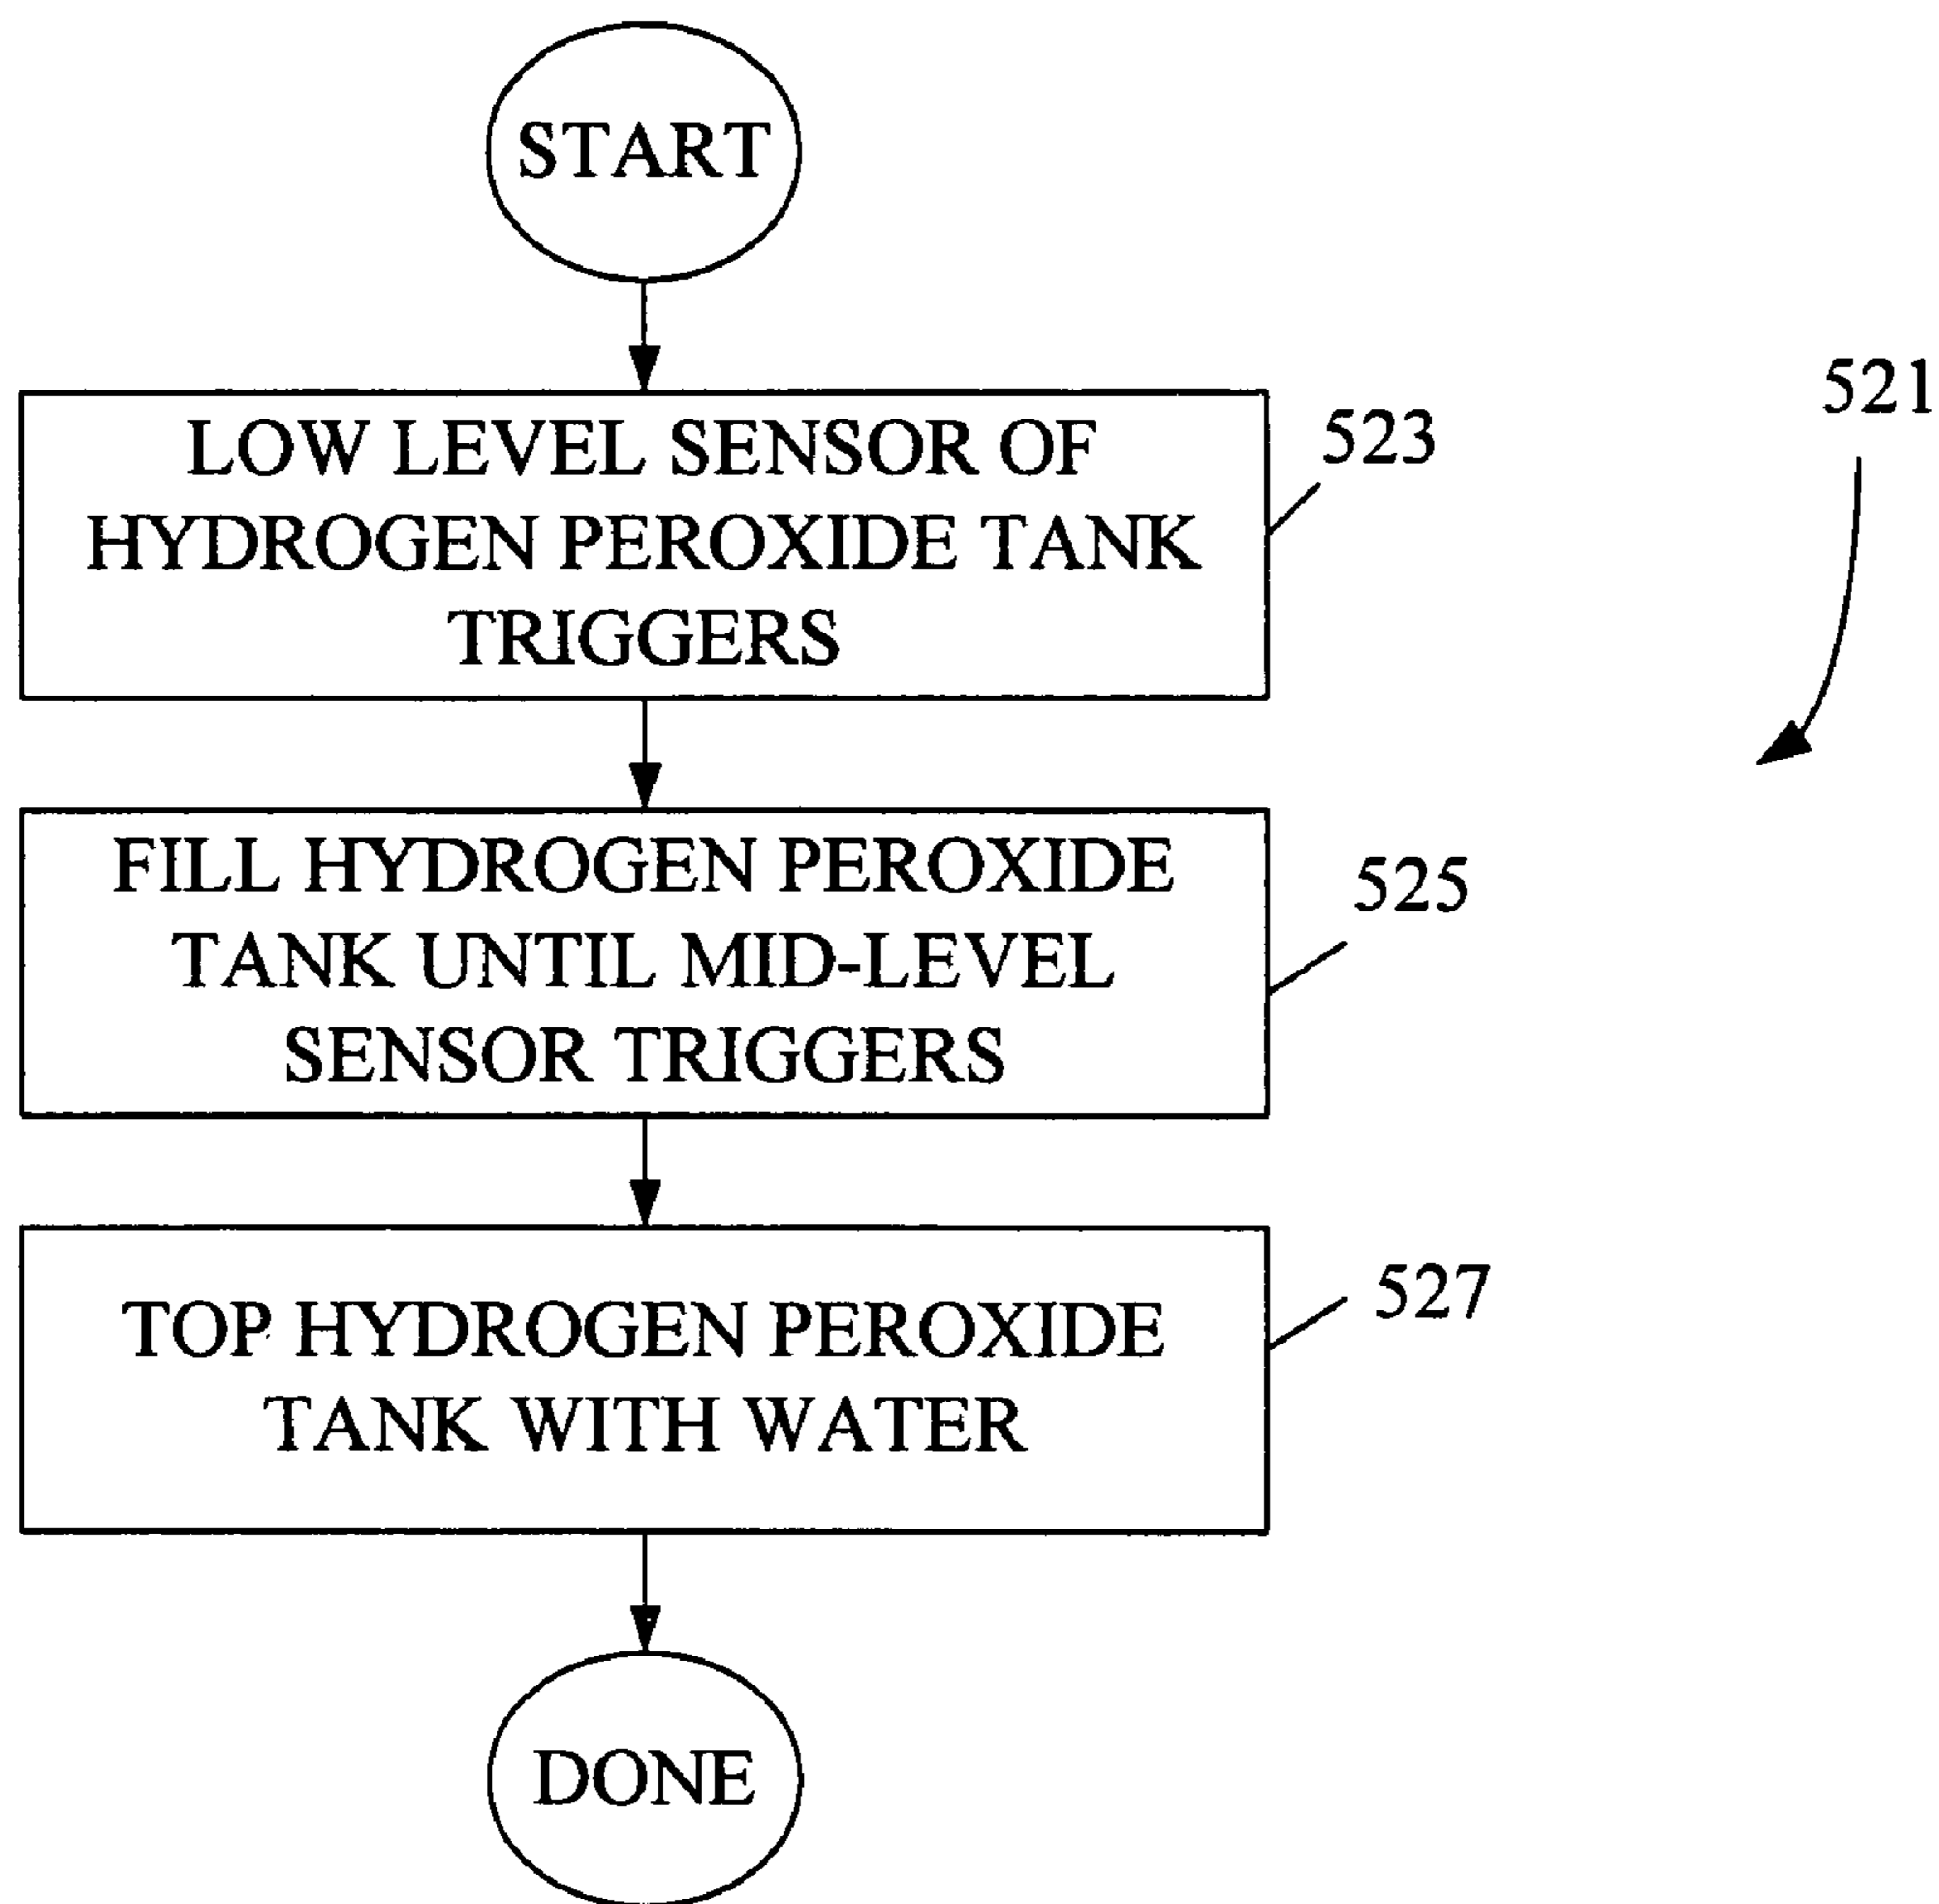 START
LOW LEVEL SENSOR OF
HYDROGEN PEROXIDE TANK
TRIGGERS
523
521
FILL HYDROGEN PEROXIDE
TANK UNTIL MID-LEVEL
SENSOR TRIGGERS
525
TOP HYDROGEN PEROXIDE
TANK WITH WATER
527
DONE